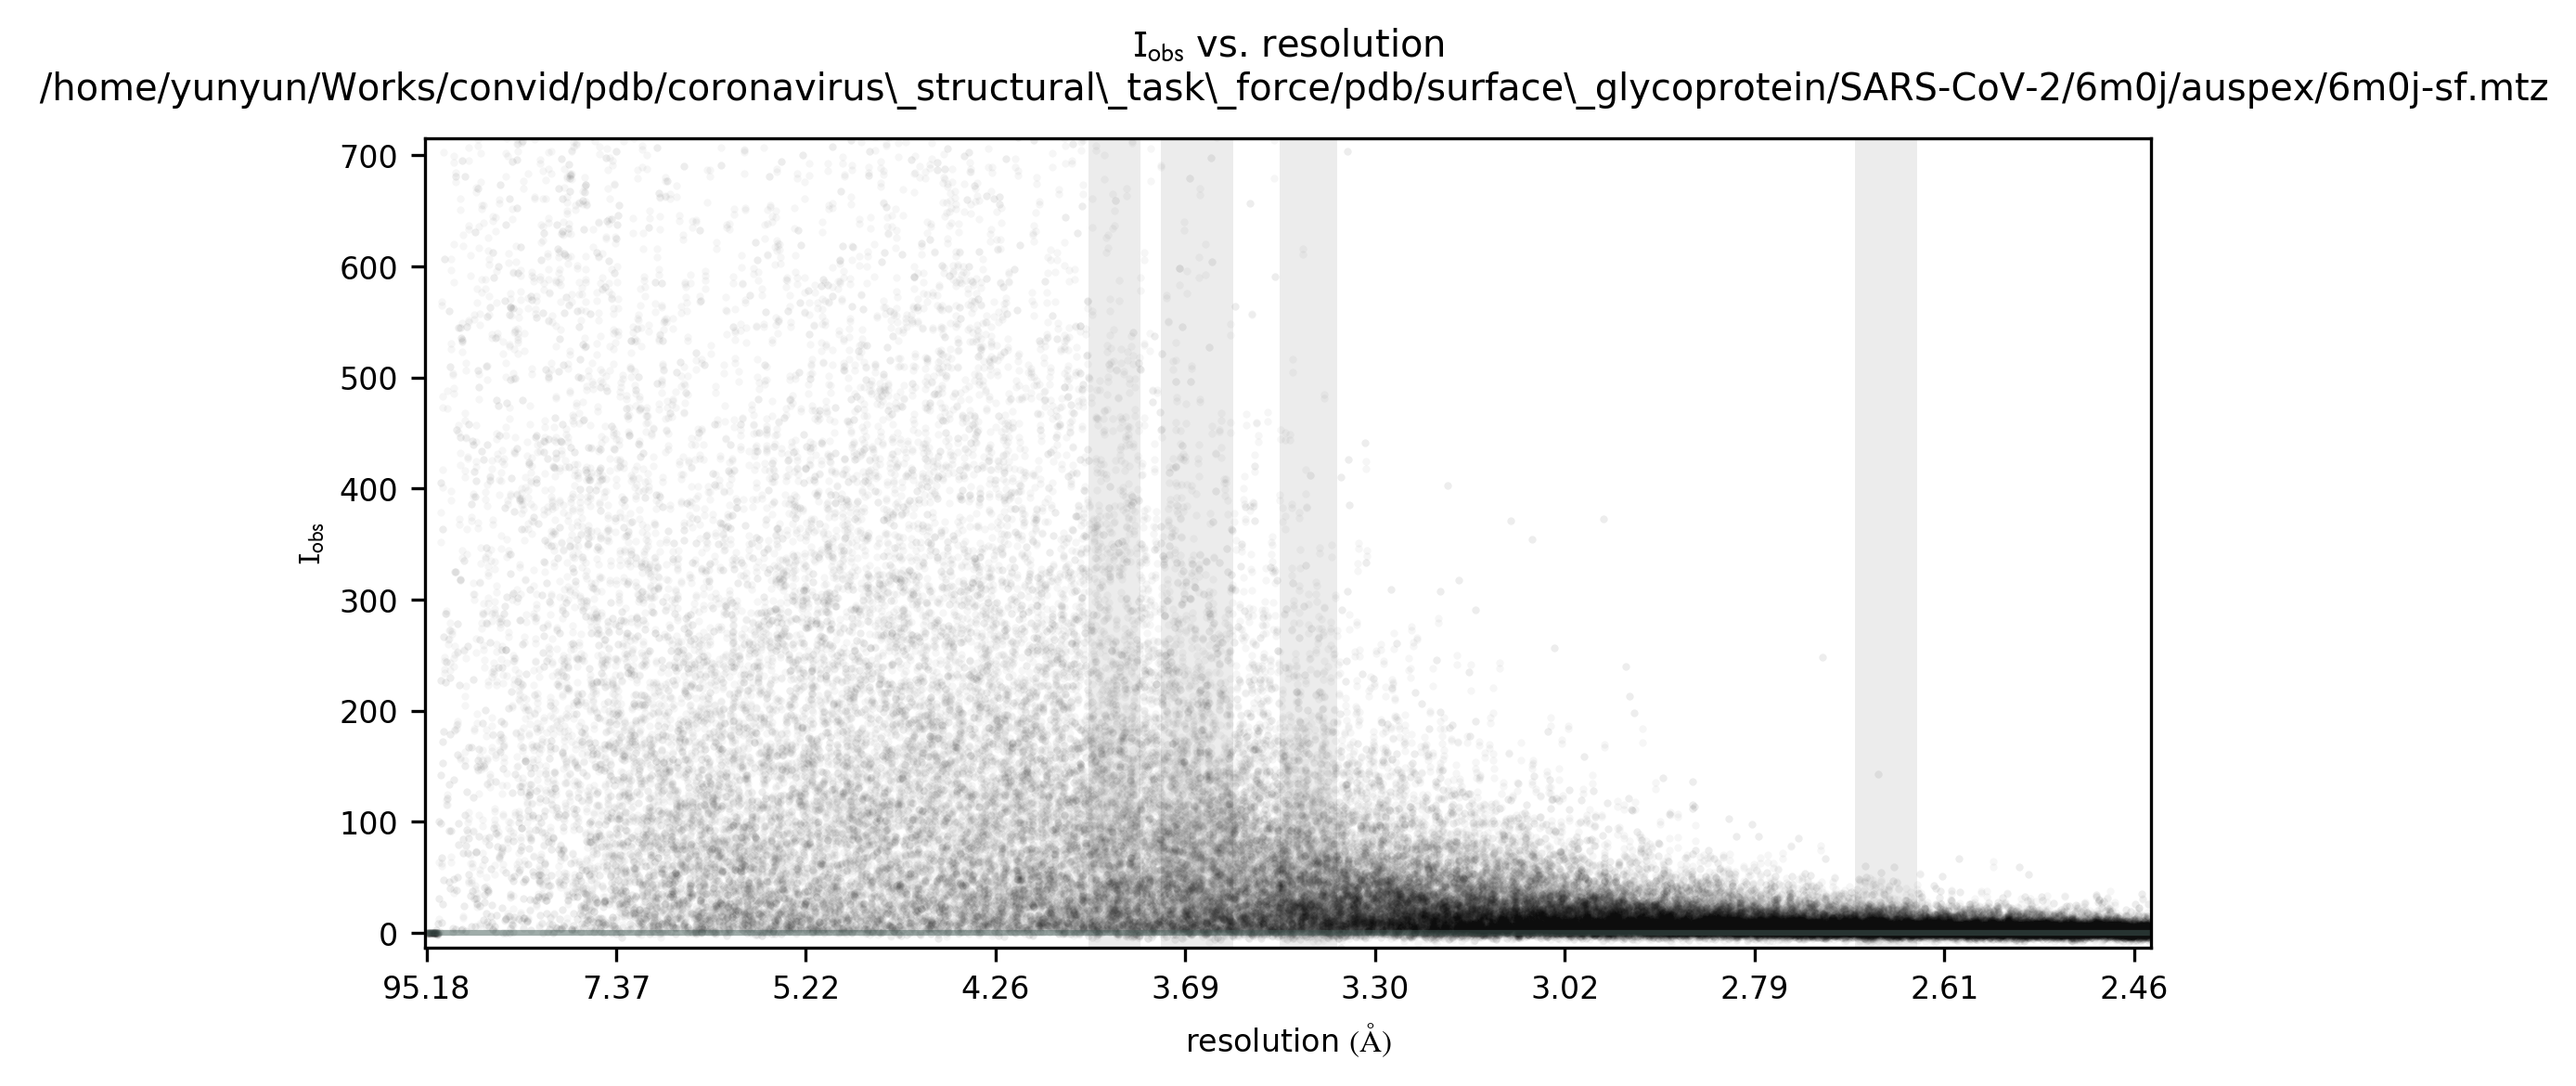 I_obs vs. resolution
/home/yunyun/Works/convid/pdb/coronavirus\_structural\_task\_force/pdb/surface\_glycoprotein/SARS-CoV-2/6m0j/auspex/6m0j-sf.mtz
700
600
500
400
300
200
100
0
I_obs
95.18 7.37 5.22 4.26 3.69 3.30 3.02 2.79 2.61 2.46
resolution (Å)